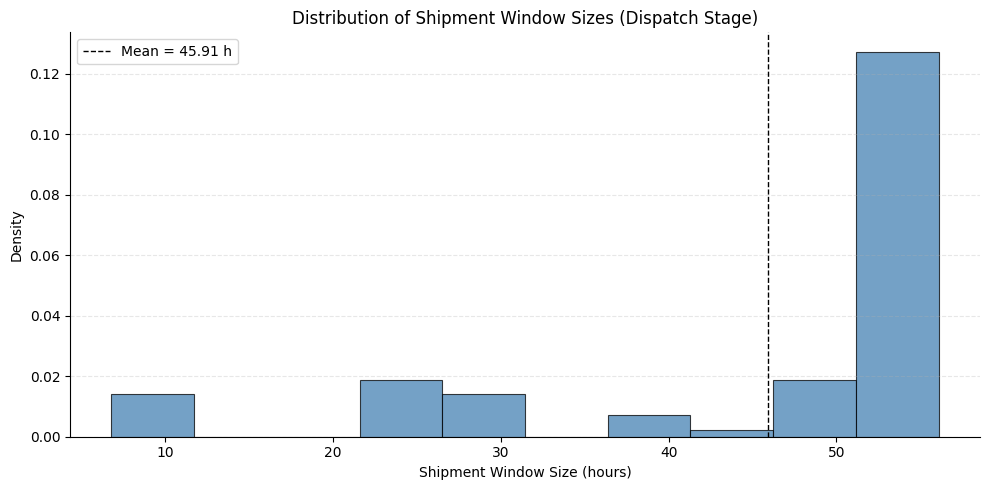 Distribution of Shipment Window Sizes (Dispatch Stage)
Mean = 45.91 h
Density
0.12
0.10
0.08
0.06
0.04
0.02
0.00
10 20 30 40 50
Shipment Window Size (hours)